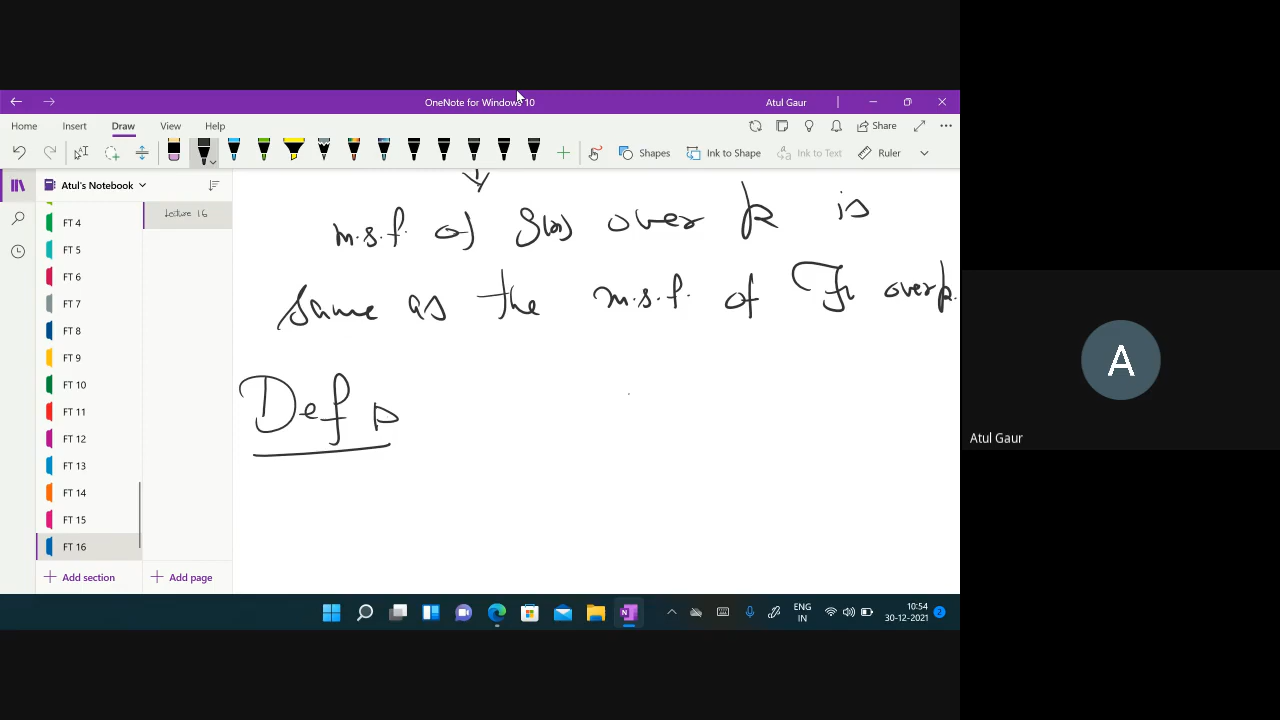 OneNote for Windows 10
Atul Gaur
Home
Insert
Draw
View
Help
Share
Shapes
Ink to Shape
Ink to Text
Ruler
Atul's Notebook
Lecture 16
FT 4
FT 5
FT 6
FT 7
FT 8
FT 9
FT 10
FT 11
FT 12
FT 13
FT 14
FT 15
FT 16
Add section
Add page
m.s.f. of g(x) over k is
same as the m.s.f. of over k.
Def
A
Atul Gaur
ENG
IN
10:54
30-12-2021
2